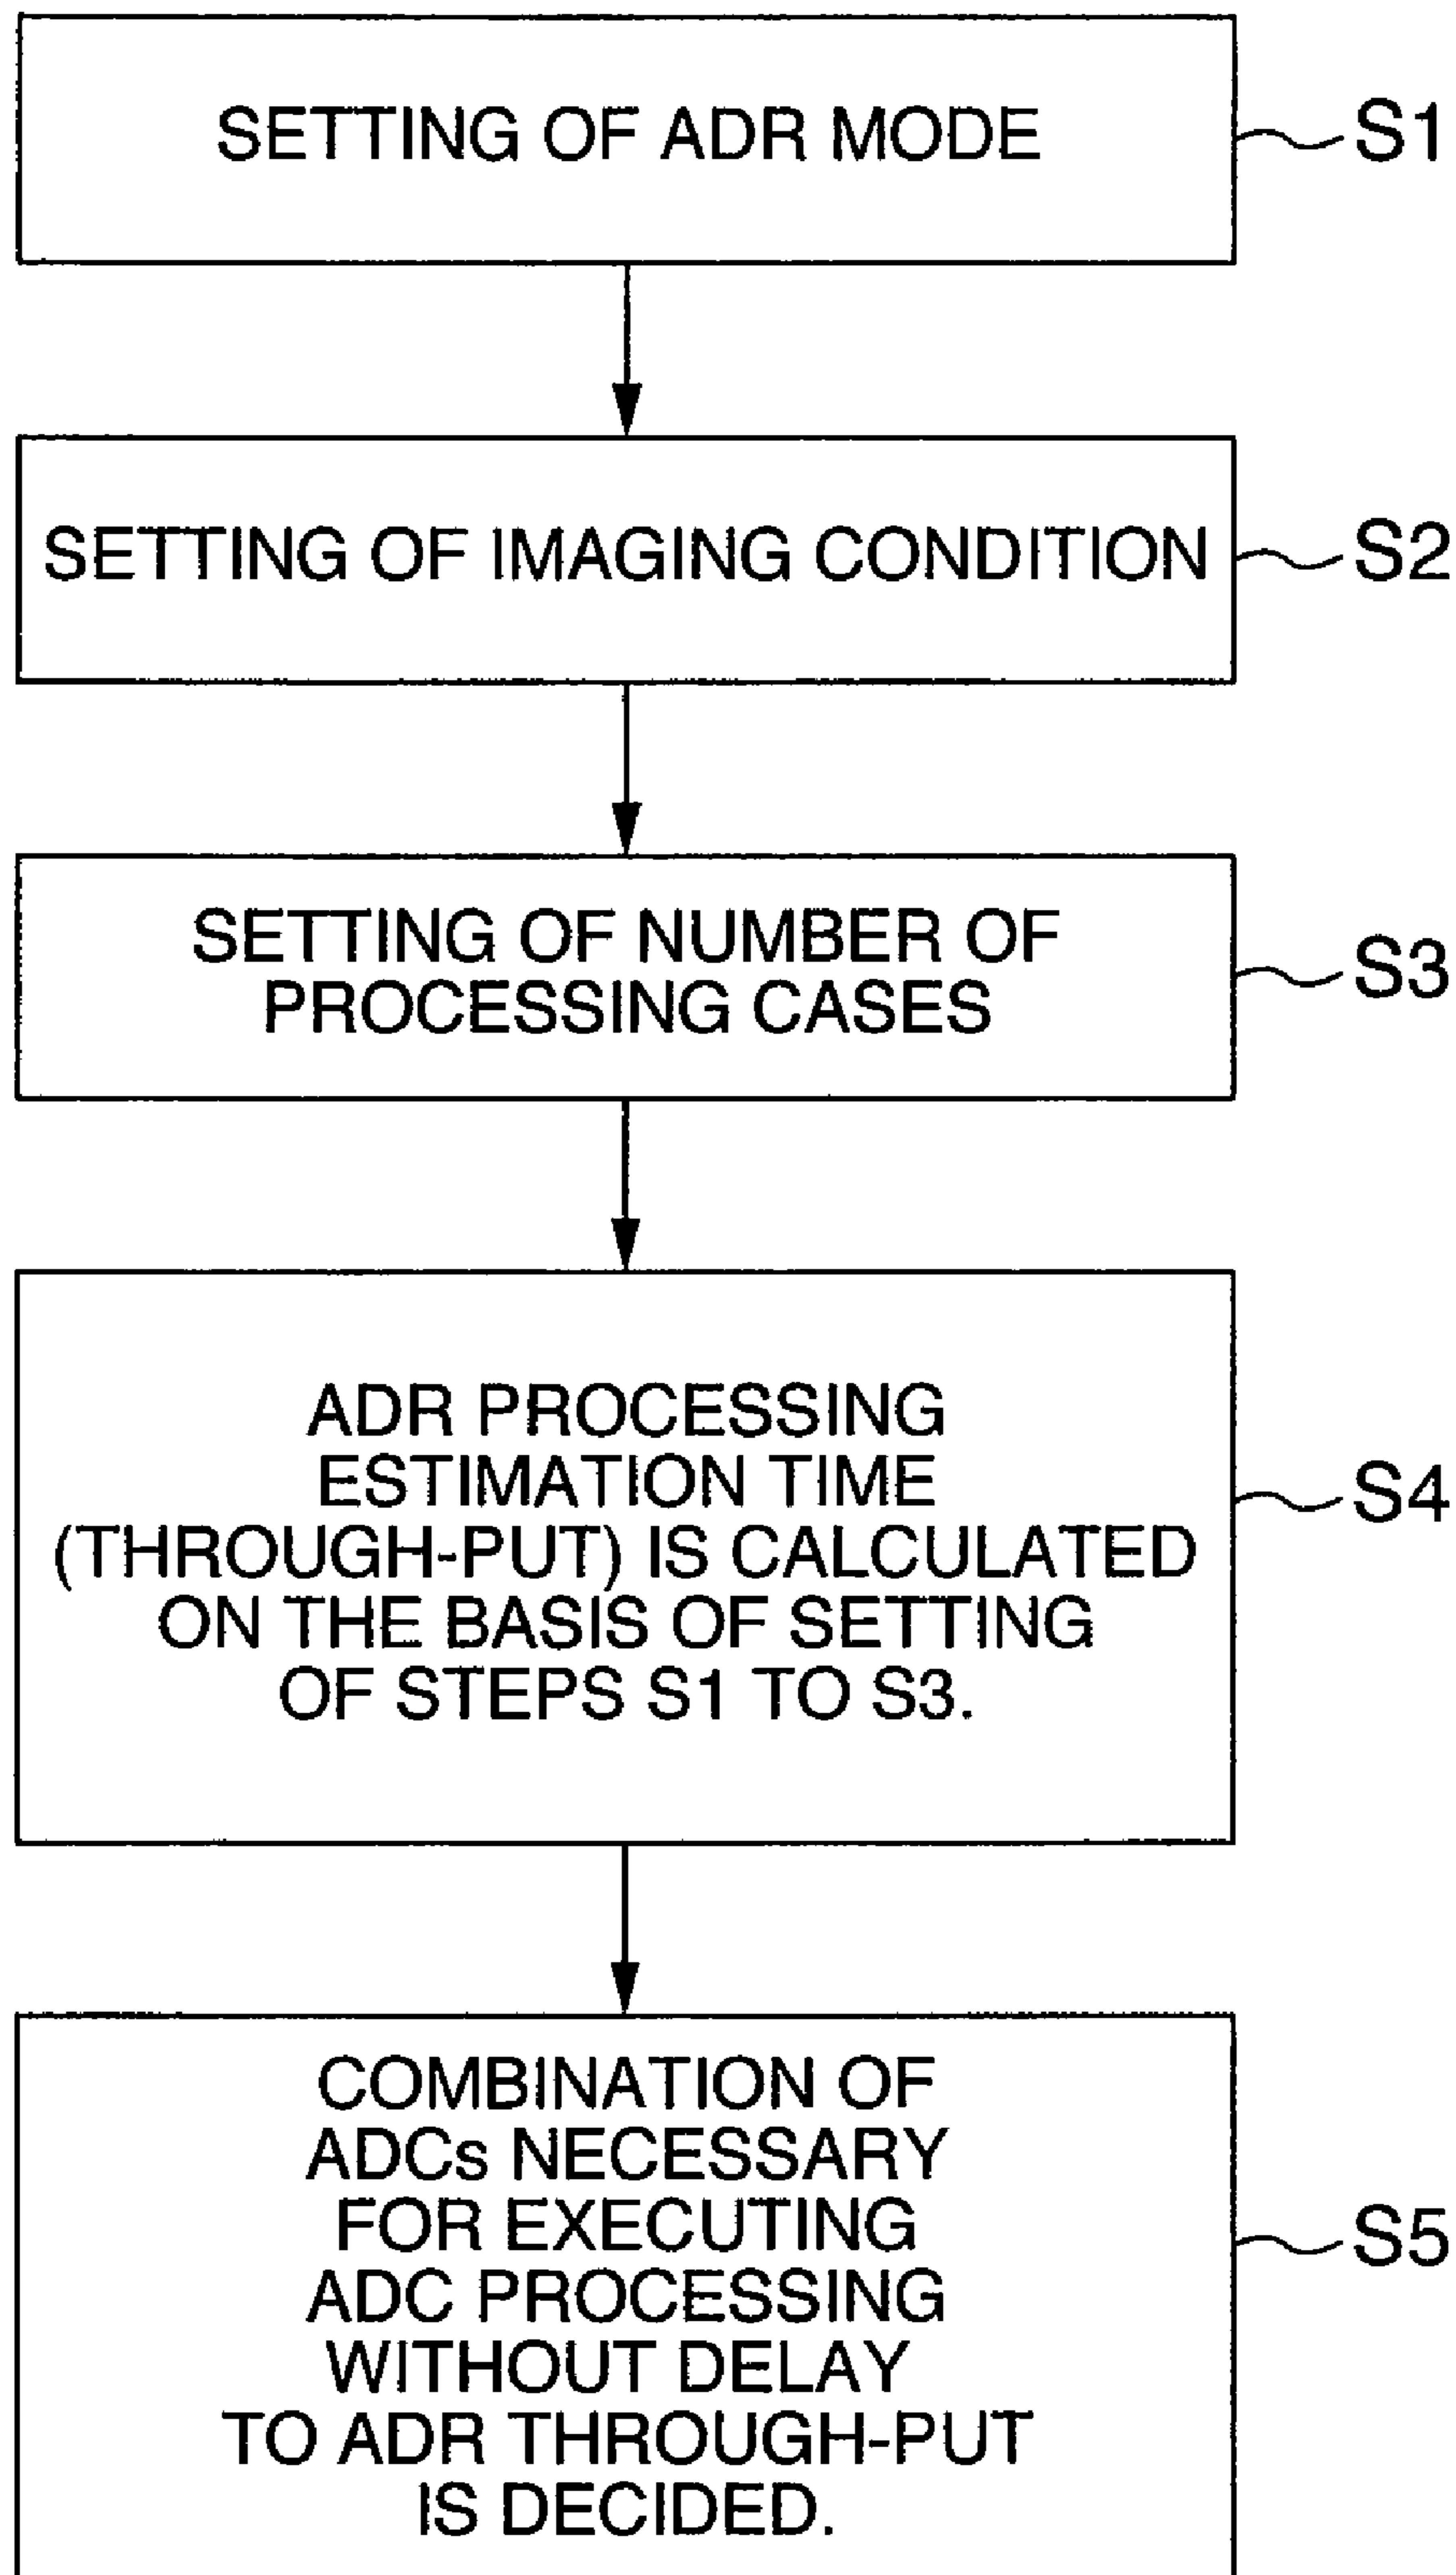 SETTING OF ADR MODE
S1
SETTING OF IMAGING CONDITION
S2
SETTING OF NUMBER OF
PROCESSING CASES
S3
ADR PROCESSING
ESTIMATION TIME
(THROUGH-PUT) IS CALCULATED
ON THE BASIS OF SETTING
OF STEPS S1 TO S3.
S4
COMBINATION OF
ADCs NECESSARY
FOR EXECUTING
ADC PROCESSING
WITHOUT DELAY
TO ADR THROUGH-PUT
IS DECIDED.
S5